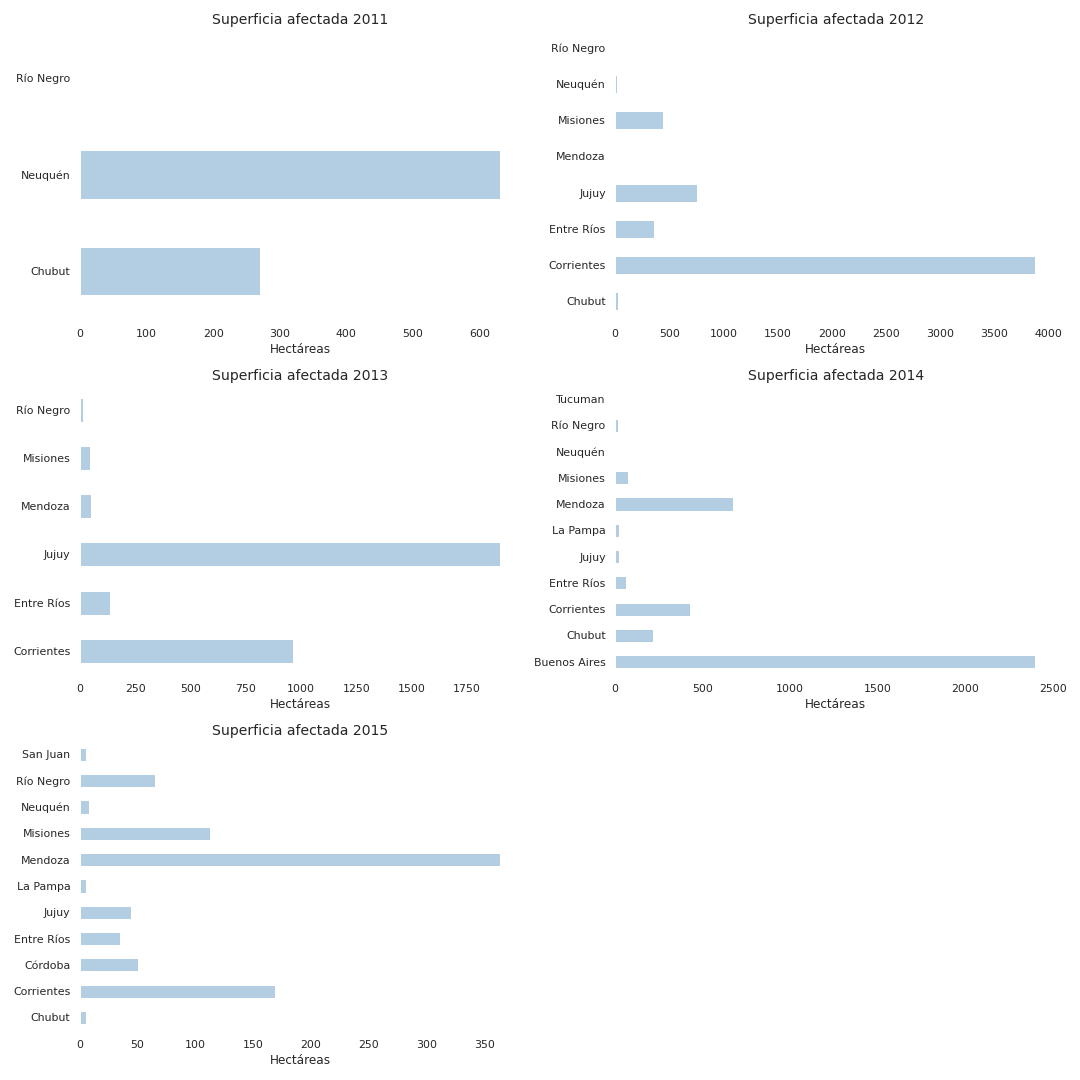 Superficia afectada 2011
Río Negro
Neuquén
Chubut
0 100 200 300 400 500 600
Hectáreas
Superficia afectada 2012
Río Negro
Neuquén
Misiones
Mendoza
Jujuy
Entre Ríos
Corrientes
Chubut
0 500 1000 1500 2000 2500 3000 3500 4000
Hectáreas
Superficia afectada 2013
Río Negro
Misiones
Mendoza
Jujuy
Entre Ríos
Corrientes
0 250 500 750 1000 1250 1500 1750
Hectáreas
Superficia afectada 2014
Tucuman
Río Negro
Neuquén
Misiones
Mendoza
La Pampa
Jujuy
Entre Ríos
Corrientes
Chubut
Buenos Aires
0 500 1000 1500 2000 2500
Hectáreas
Superficia afectada 2015
San Juan
Río Negro
Neuquén
Misiones
Mendoza
La Pampa
Jujuy
Entre Ríos
Córdoba
Corrientes
Chubut
0 50 100 150 200 250 300 350
Hectáreas